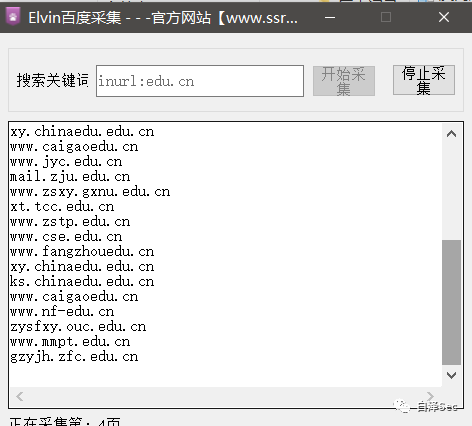 Elvin百度采集 - - -官方网站【www.ssr...
搜索关键词
inurl:edu.cn
开始采集
停止采集
xy.chinaedu.edu.cn
www.caigaoedu.cn
www.jyc.edu.cn
mail.zju.edu.cn
www.zsxy.gxnu.edu.cn
xt.tcc.edu.cn
www.zstp.edu.cn
www.cse.edu.cn
www.fangzhouedu.cn
xy.chinaedu.edu.cn
ks.chinaedu.edu.cn
www.caigaoedu.cn
www.nf-edu.cn
zysfxy.ouc.edu.cn
www.mmpt.edu.cn
gzyjh.zfc.edu.cn
白泽Sec
正在采集第: 4页